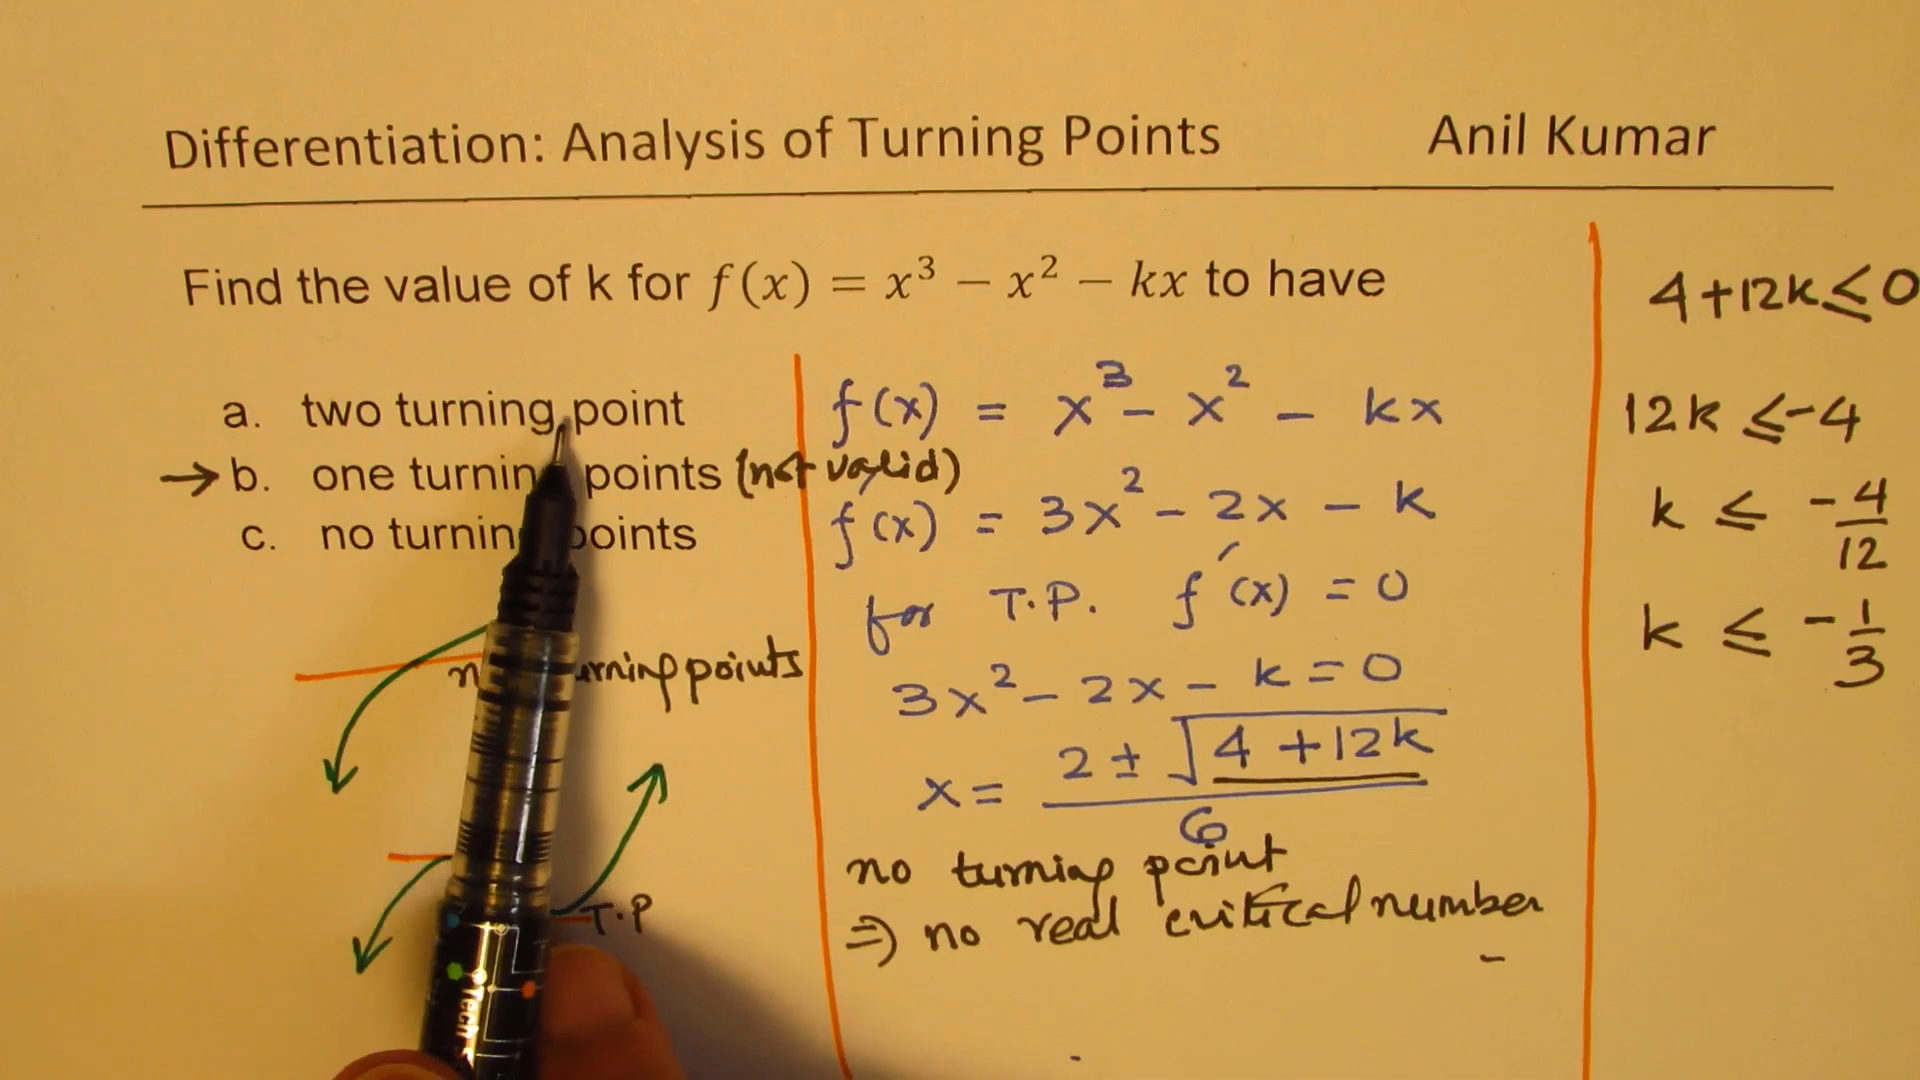 Differentiation: Analysis of Turning Points Anil Kumar
Find the value of k for f(x) = x³ − x² − kx to have
a. two turning point
→ b. one turnin points (not valid)
c. no turnin points
n urning points
T.P
f(x) = x³ − x² − kx
f'(x) = 3x² − 2x − k
for T.P. f'(x) = 0
3x² − 2x − k = 0
x = 2 ± √4 + 12k / 6
no turning point
⇒ no real critical number
4 + 12k ≤ 0
12k ≤ −4
k ≤ −4/12
k ≤ −1/3
Tech